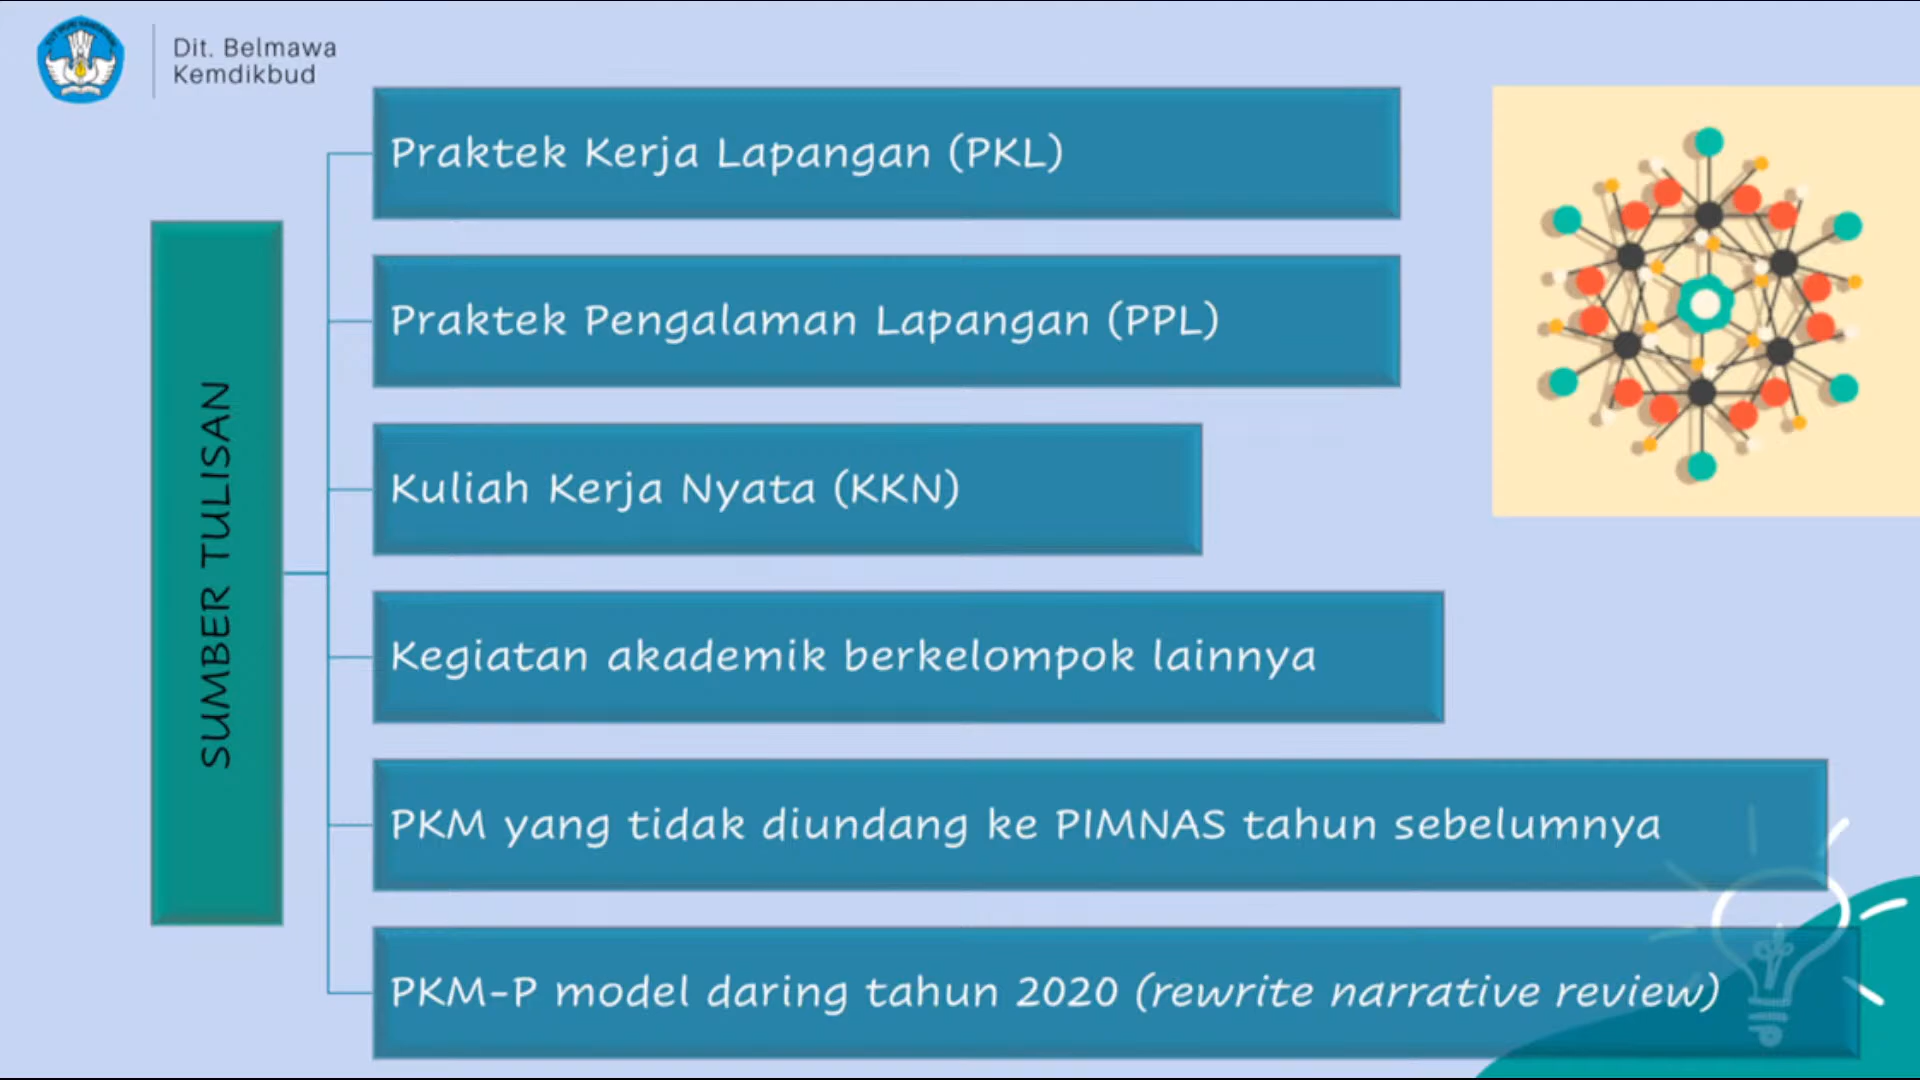 Dit. Belmawa
Kemdikbud
SUMBER TULISAN
Praktek Kerja Lapangan (PKL)
Praktek Pengalaman Lapangan (PPL)
Kuliah Kerja Nyata (KKN)
Kegiatan akademik berkelompok lainnya
PKM yang tidak diundang ke PIMNAS tahun sebelumnya
PKM-P model daring tahun 2020 (rewrite narrative review)